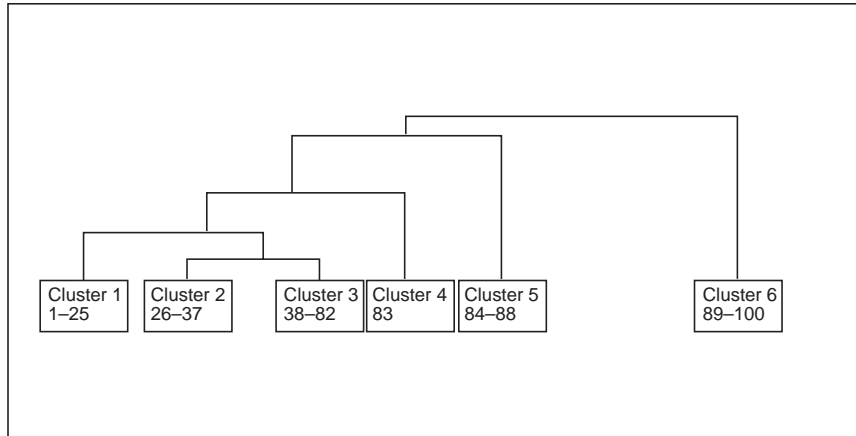 Cluster 1
1–25
Cluster 2
26–37
Cluster 3
38–82
Cluster 4
83
Cluster 5
84–88
Cluster 6
89–100